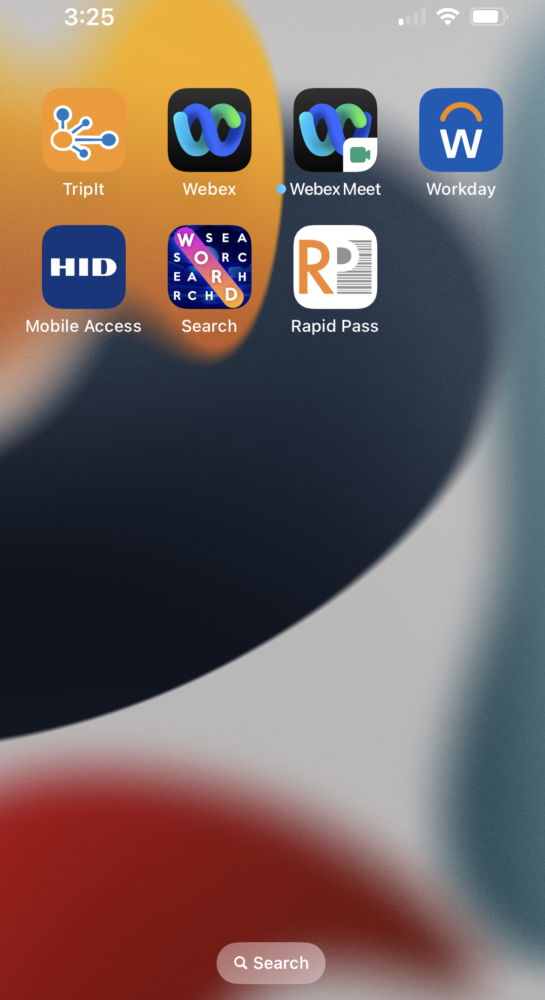 3:25
TripIt
Webex
Webex Meet
Workday
W
HID
W S E A
S O R C
E A R H
R C H D
RP
Mobile Access
Search
Rapid Pass
Search